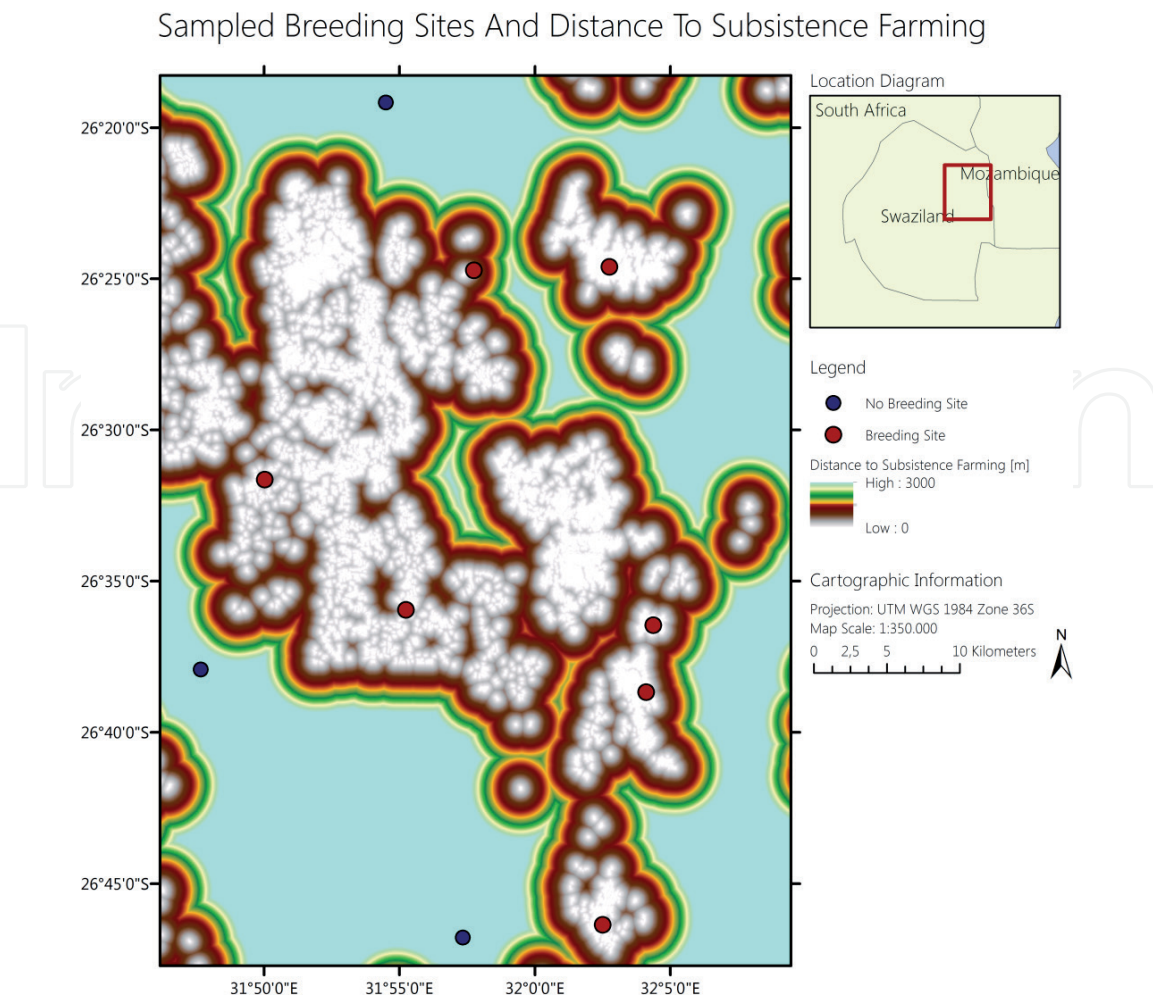 Sampled Breeding Sites And Distance To Subsistence Farming
26°20'0"S
26°25'0"S
26°30'0"S
26°35'0"S
26°40'0"S
26°45'0"S
31°50'0"E
31°55'0"E
32°0'0"E
32°5'0"E
Location Diagram
South Africa
Mozambique
Swaziland
Legend
No Breeding Site
Breeding Site
Distance to Subsistence Farming [m]
High : 3000
Low : 0
Cartographic Information
Projection: UTM WGS 1984 Zone 36S
Map Scale: 1:350.000
0 2,5 5 10 Kilometers
N